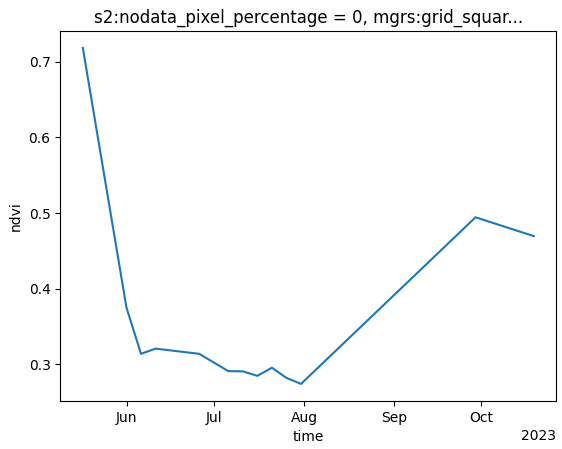 s2:nodata_pixel_percentage = 0, mgrs:grid_squar...
0.7
0.6
0.5
0.4
0.3
ndvi
Jun Jul Aug Sep Oct
time
2023